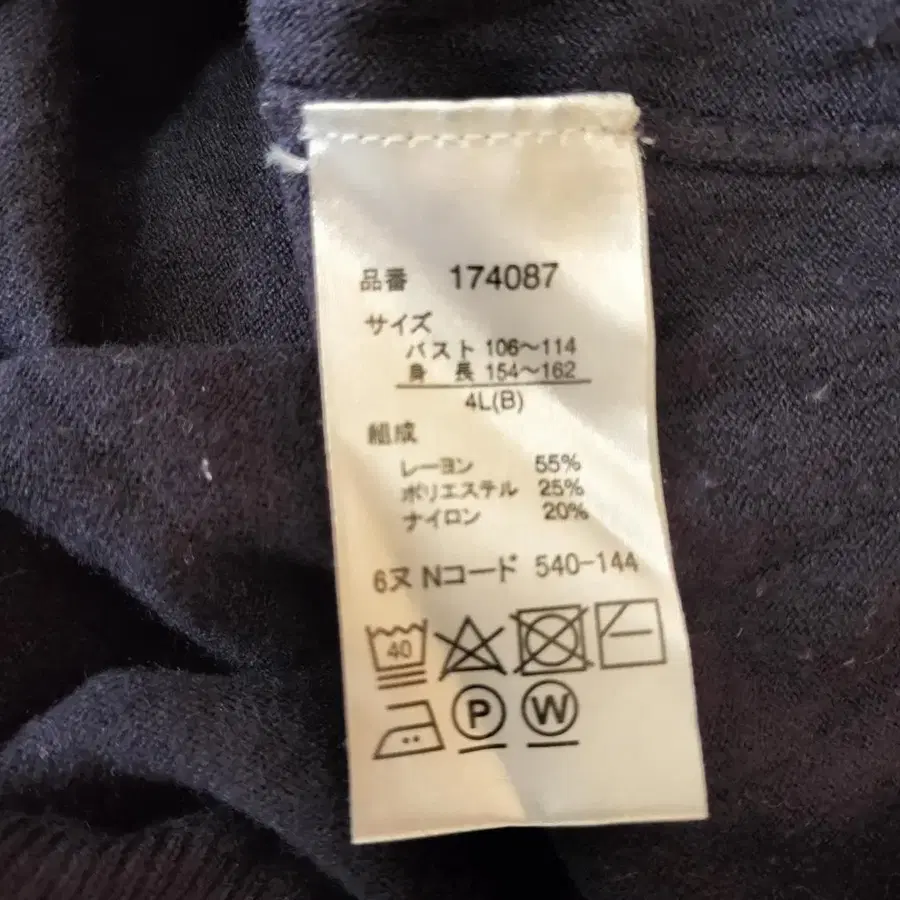 品番 174087
サイズ
バスト 106～114
身長 154～162
4L(B)
組成
レーヨン 55%
ポリエステル 25%
ナイロン 20%
6ヌ Nコード 540-144
40
P W